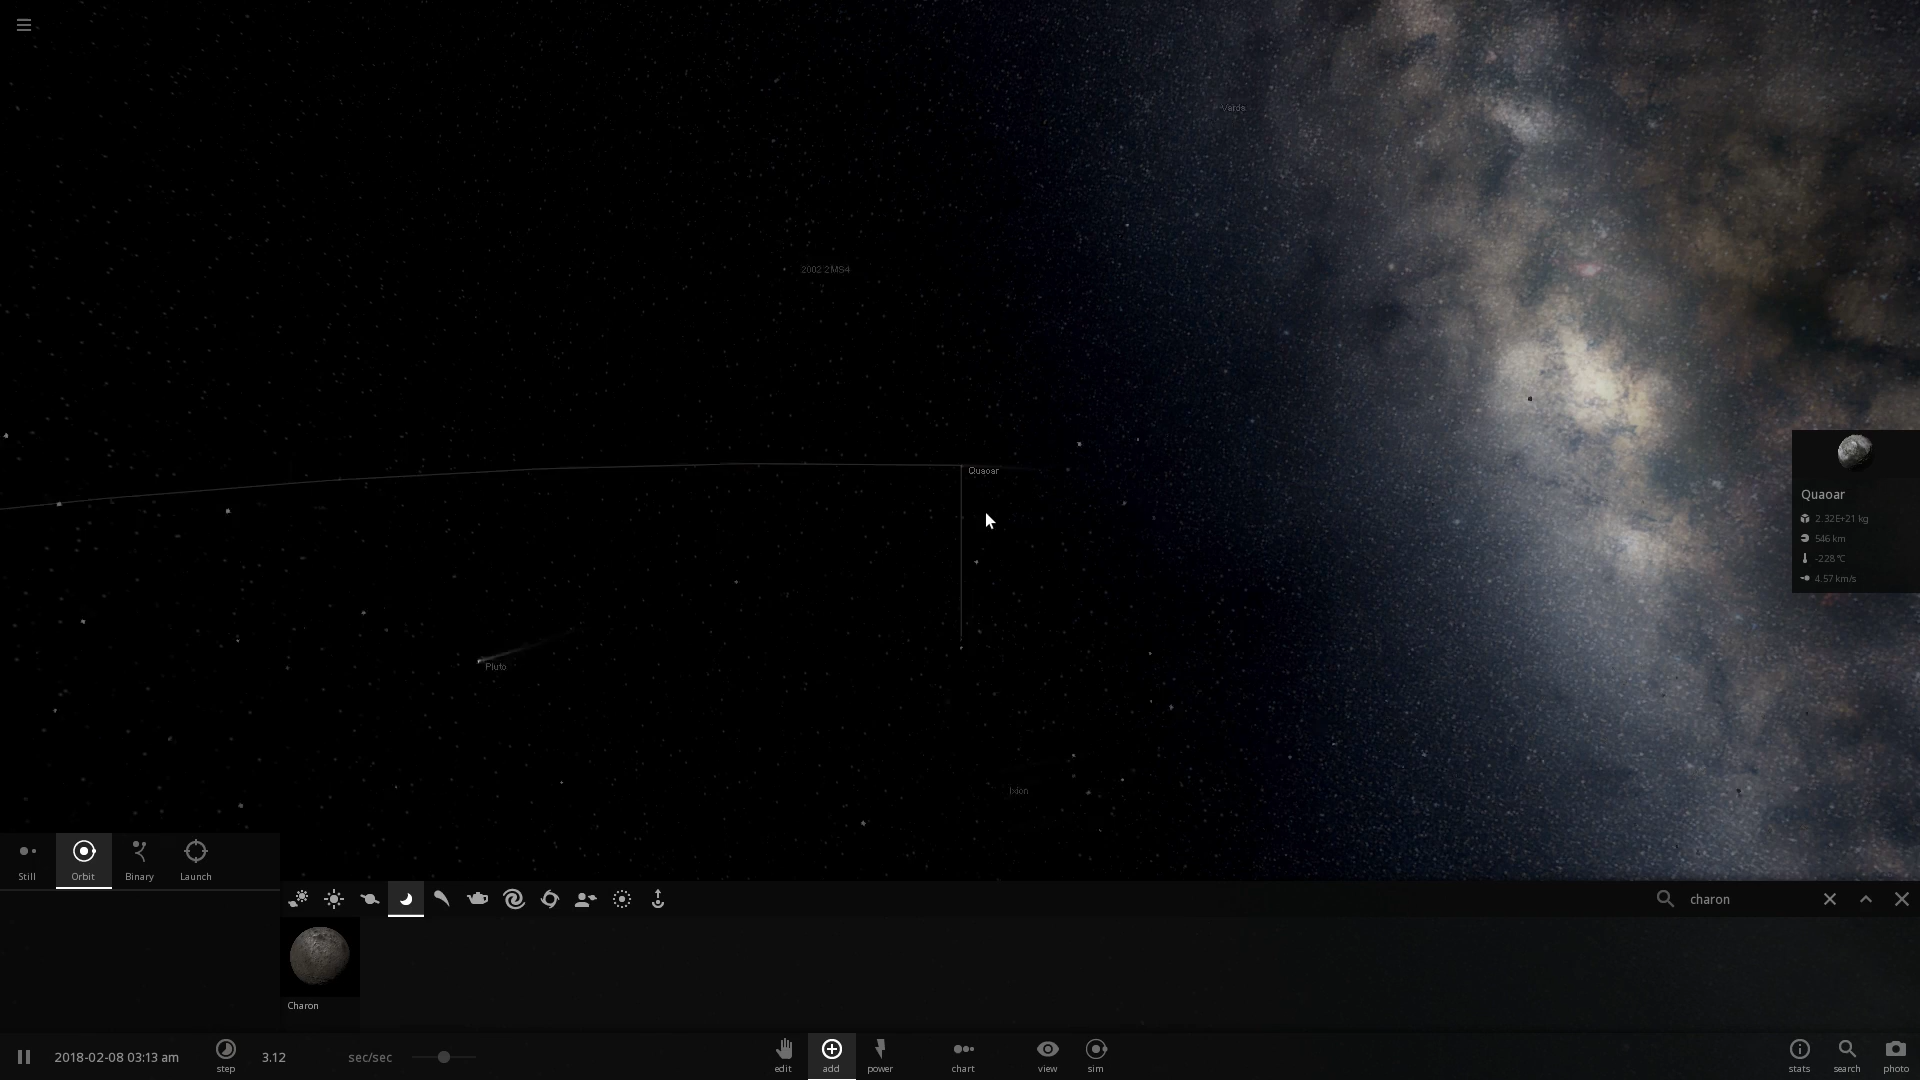 Varda
2002 2MS4
Quaoar
Pluto
Ixion
Quaoar
2.32E+21 kg
546 km
-228 °C
4.57 km/s
Still
Orbit
Binary
Launch
charon
Charon
2018-02-08 03:13 am
step
3.12
sec/sec
edit
add
power
chart
view
sim
stats
search
photo